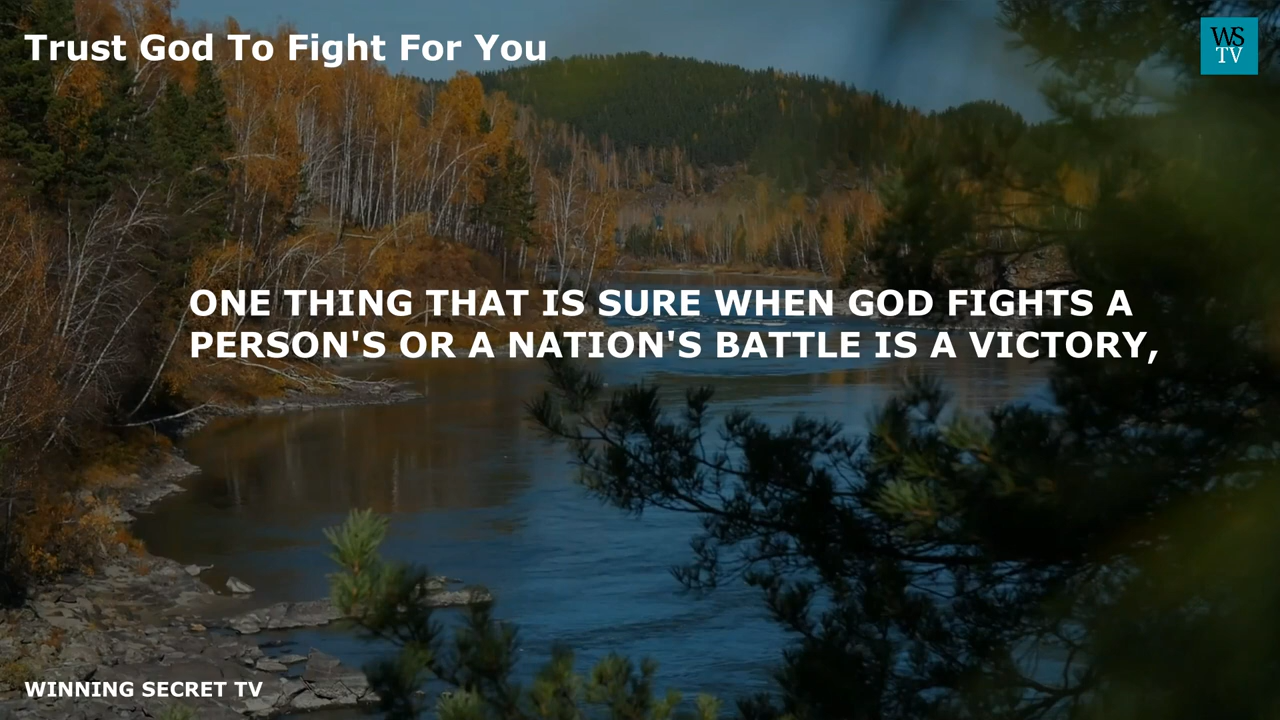 Trust God To Fight For You
WS
TV
ONE THING THAT IS SURE WHEN GOD FIGHTS A
PERSON'S OR A NATION'S BATTLE IS A VICTORY,
WINNING SECRET TV